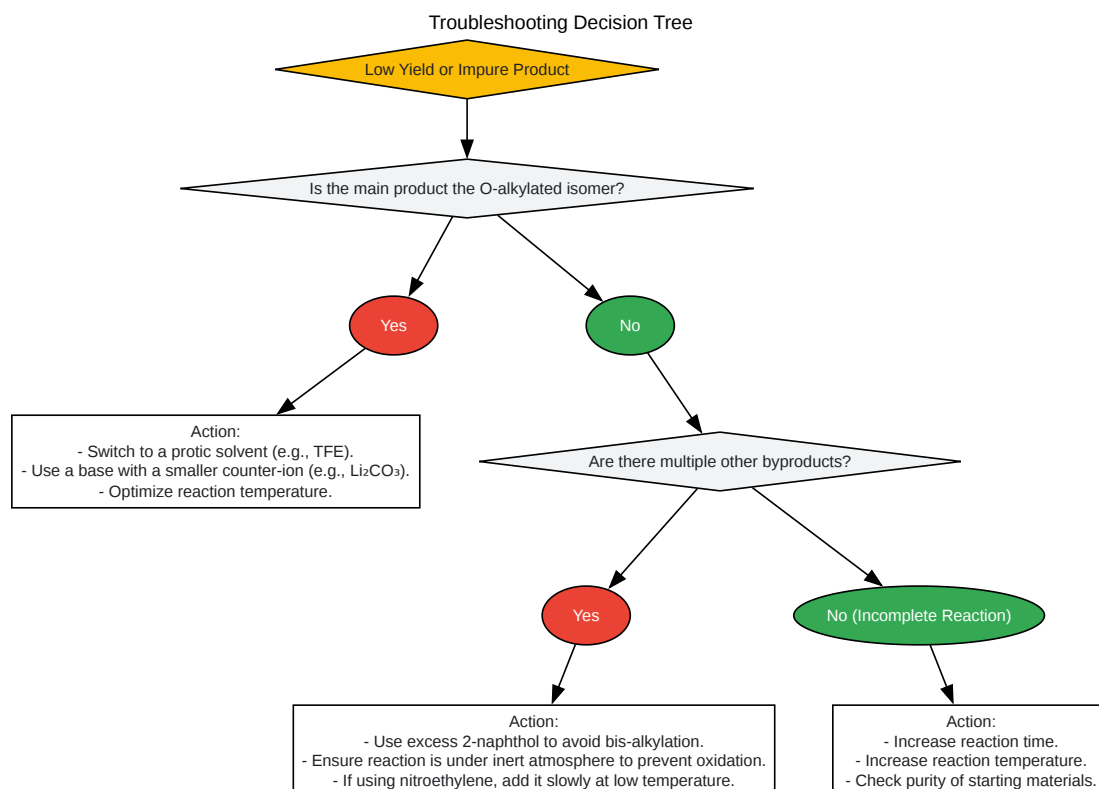 Troubleshooting Decision Tree
Low Yield or Impure Product
Is the main product the O-alkylated isomer?
Yes
No
Action:
- Switch to a protic solvent (e.g., TFE).
- Use a base with a smaller counter-ion (e.g., Li₂CO₃).
- Optimize reaction temperature.
Are there multiple other byproducts?
Yes
No (Incomplete Reaction)
Action:
- Use excess 2-naphthol to avoid bis-alkylation.
- Ensure reaction is under inert atmosphere to prevent oxidation.
- If using nitroethylene, add it slowly at low temperature.
Action:
- Increase reaction time.
- Increase reaction temperature.
- Check purity of starting materials.